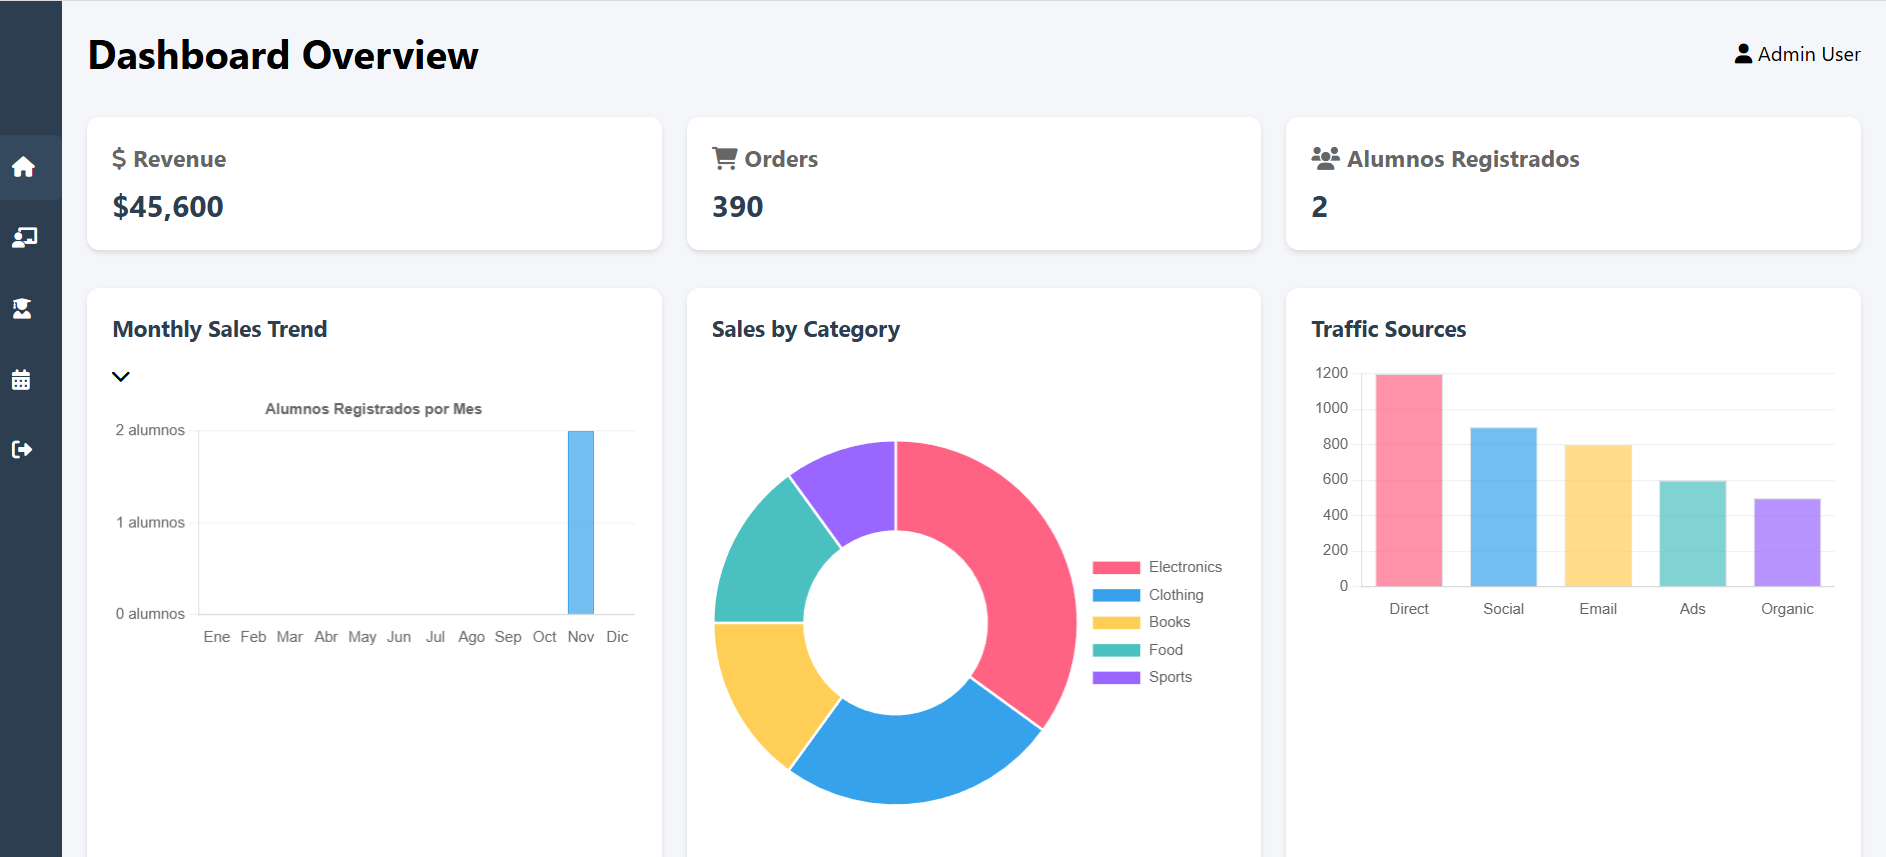 Dashboard Overview
Admin User
$ Revenue
$45,600
Orders
390
Alumnos Registrados
2
Monthly Sales Trend
Alumnos Registrados por Mes
2 alumnos
1 alumnos
0 alumnos
Ene Feb Mar Abr May Jun Jul Ago Sep Oct Nov Dic
Sales by Category
Electronics
Clothing
Books
Food
Sports
Traffic Sources
1200
1000
800
600
400
200
0
Direct Social Email Ads Organic